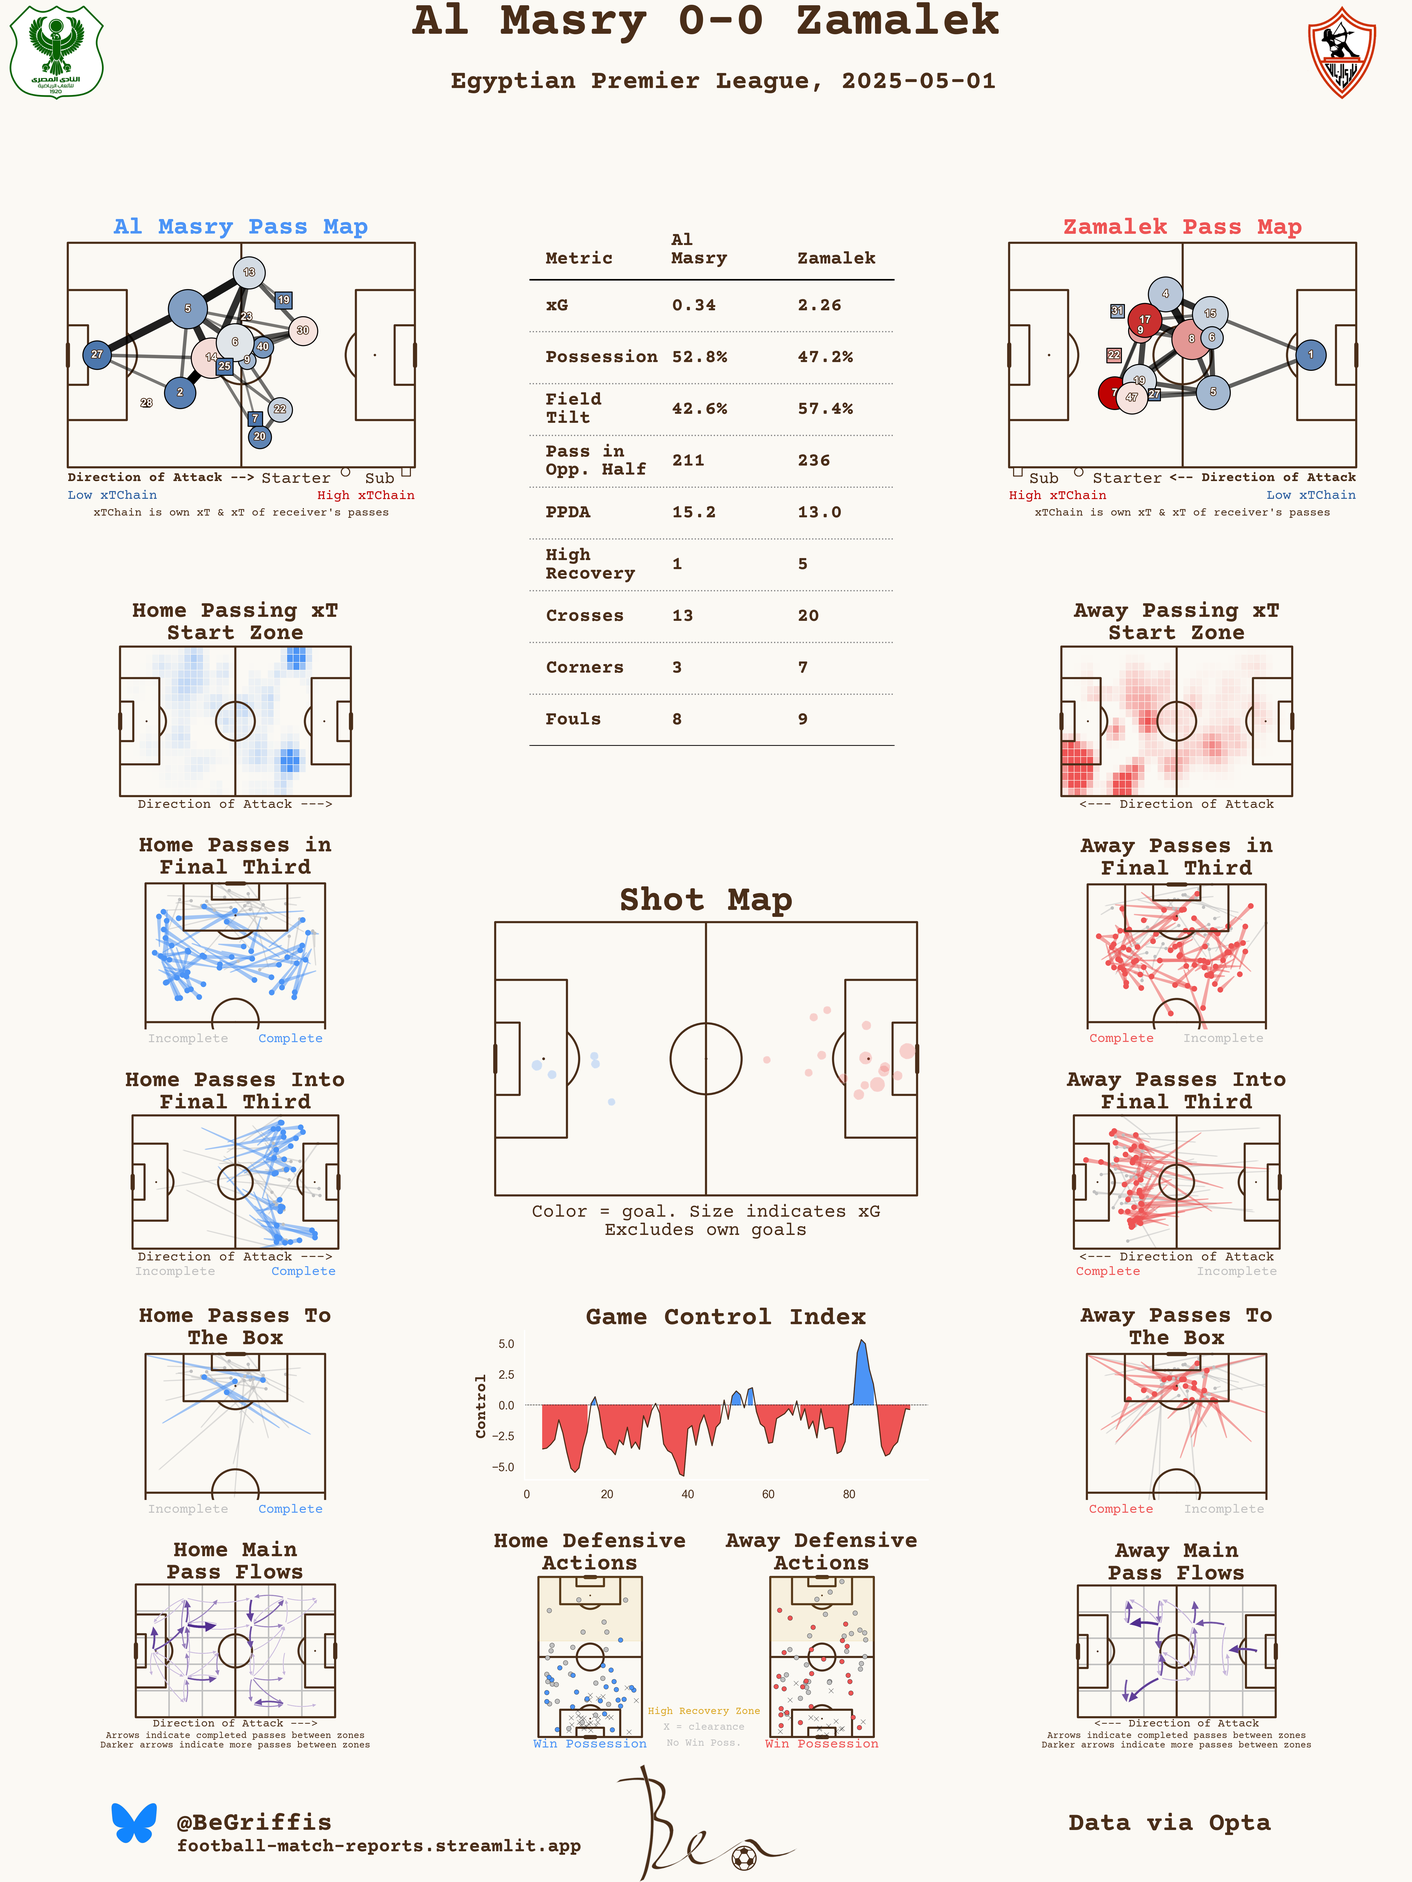 Al Masry 0-0 Zamalek
Egyptian Premier League, 2025-05-01
النادي المصري
للألعاب الرياضية
1920
Al Masry Pass Map
13
19
5
23
30
6
40
27
14
9
25
2
28
22
7
20
Direction of Attack --> Starter Sub
Low xTChain High xTChain
xTChain is own xT & xT of receiver's passes
Metric Al Masry Zamalek
xG 0.34 2.26
Possession 52.8% 47.2%
Field Tilt 42.6% 57.4%
Pass in Opp. Half 211 236
PPDA 15.2 13.0
High Recovery 1 5
Crosses 13 20
Corners 3 7
Fouls 8 9
Zamalek Pass Map
4
31
17
15
9
8
6
22
1
19
7
47
27
5
Sub Starter <-- Direction of Attack
High xTChain Low xTChain
xTChain is own xT & xT of receiver's passes
Home Passing xT
Start Zone
Direction of Attack --->
Away Passing xT
Start Zone
<--- Direction of Attack
Home Passes in
Final Third
Incomplete Complete
Shot Map
Color = goal. Size indicates xG
Excludes own goals
Away Passes in
Final Third
Complete Incomplete
Home Passes Into
Final Third
Direction of Attack --->
Incomplete Complete
Away Passes Into
Final Third
<--- Direction of Attack
Complete Incomplete
Home Passes To
The Box
Incomplete Complete
Game Control Index
Control
5.0
2.5
0.0
−2.5
−5.0
0 20 40 60 80
Away Passes To
The Box
Complete Incomplete
Home Main
Pass Flows
Direction of Attack --->
Arrows indicate completed passes between zones
Darker arrows indicate more passes between zones
Home Defensive
Actions
Win Possession
High Recovery Zone
X = clearance
No Win Poss.
Away Defensive
Actions
Win Possession
Away Main
Pass Flows
<--- Direction of Attack
Arrows indicate completed passes between zones
Darker arrows indicate more passes between zones
@BeGriffis
football-match-reports.streamlit.app
Ben
Data via Opta